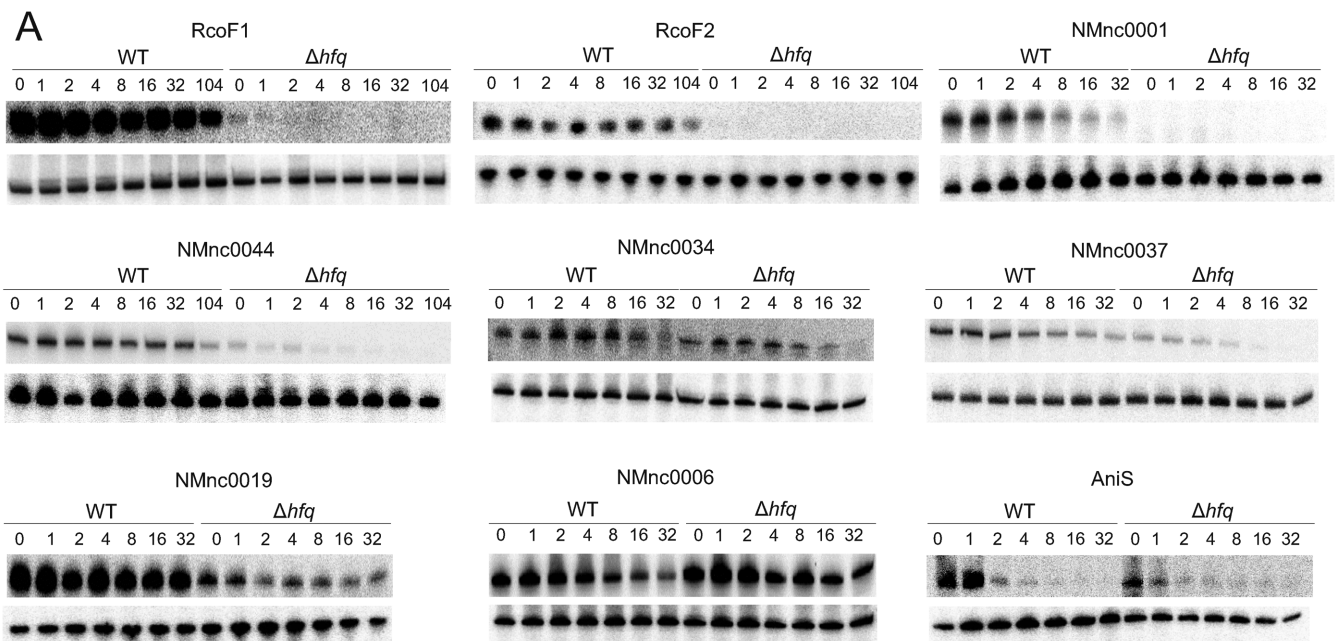 A
RcoF1
WT Δhfq
0 1 2 4 8 16 32 104 0 1 2 4 8 16 32 104
RcoF2
WT Δhfq
0 1 2 4 8 16 32 104 0 1 2 4 8 16 32 104
NMnc0001
WT Δhfq
0 1 2 4 8 16 32 0 1 2 4 8 16 32
NMnc0044
WT Δhfq
0 1 2 4 8 16 32 104 0 1 2 4 8 16 32 104
NMnc0034
WT Δhfq
0 1 2 4 8 16 32 0 1 2 4 8 16 32
NMnc0037
WT Δhfq
0 1 2 4 8 16 32 0 1 2 4 8 16 32
NMnc0019
WT Δhfq
0 1 2 4 8 16 32 0 1 2 4 8 16 32
NMnc0006
WT Δhfq
0 1 2 4 8 16 32 0 1 2 4 8 16 32
AniS
WT Δhfq
0 1 2 4 8 16 32 0 1 2 4 8 16 32